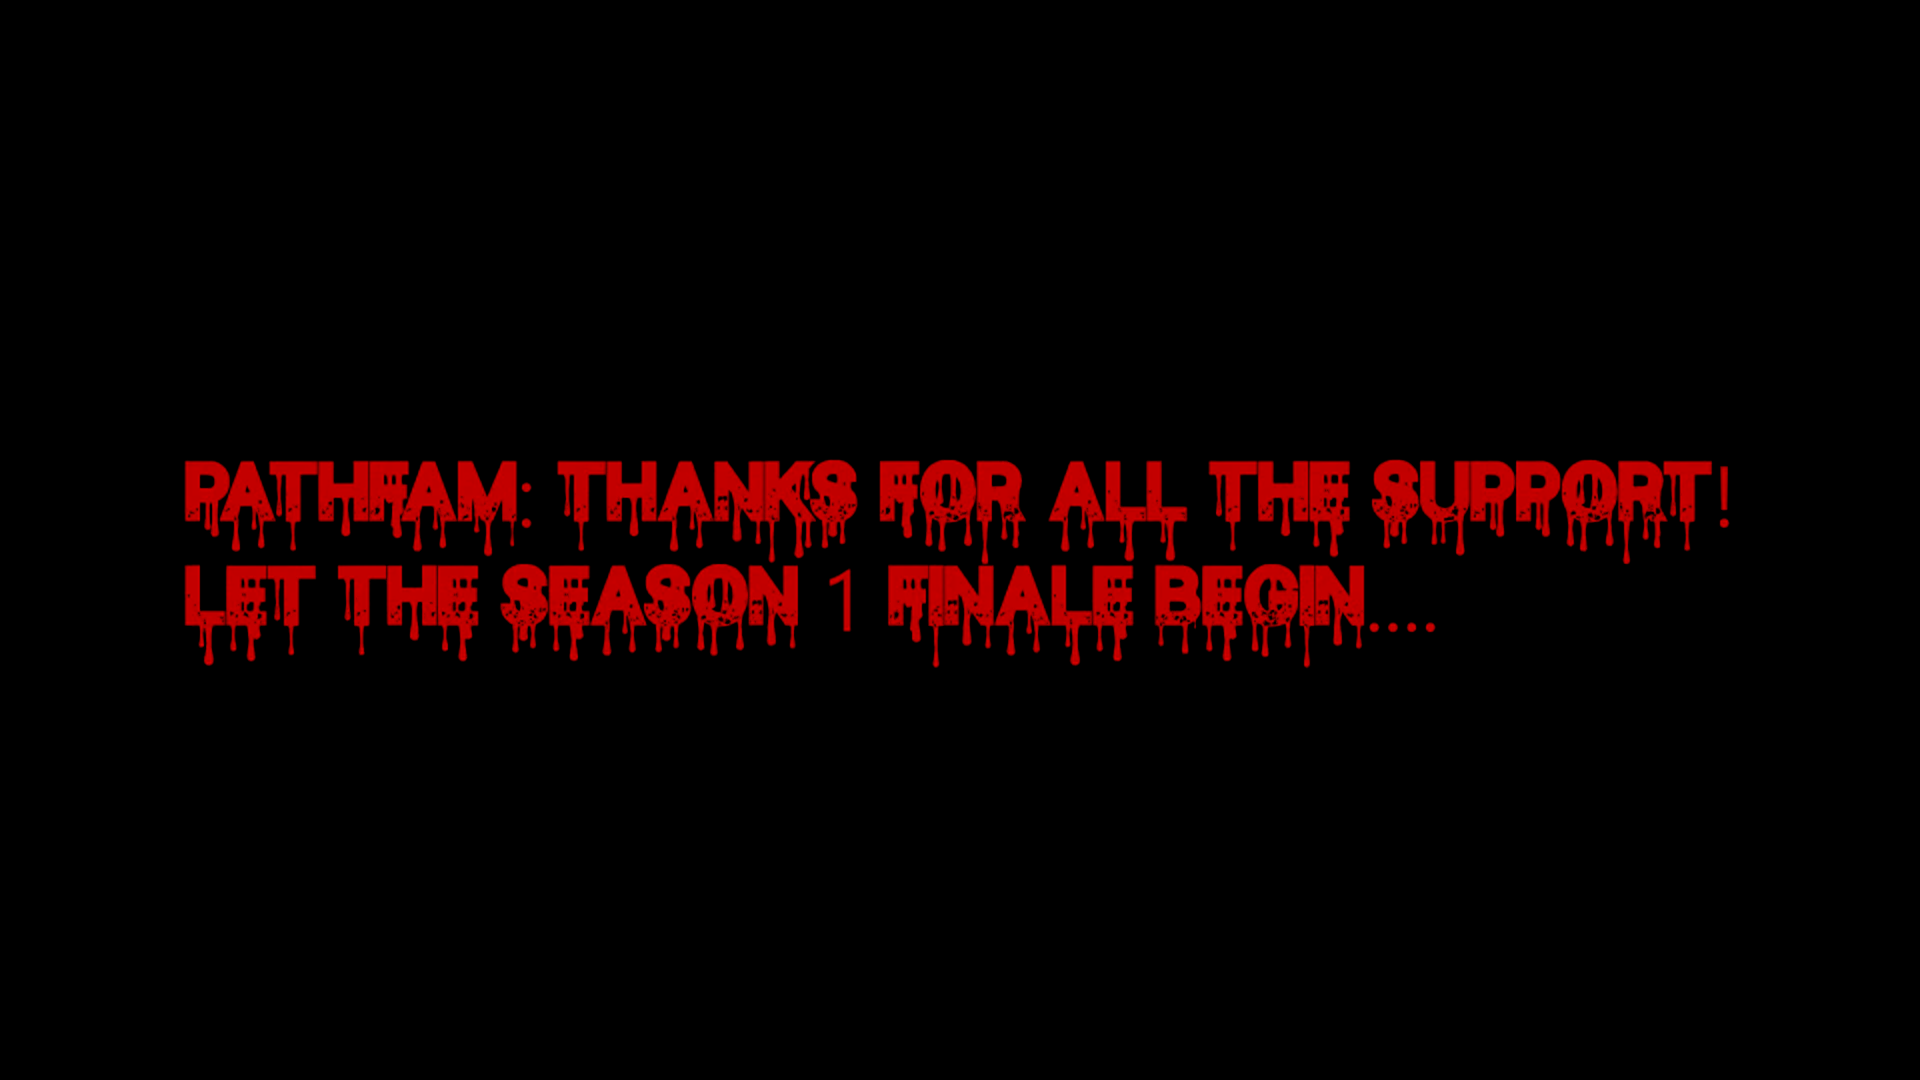 PATHFAM: THANKS FOR ALL THE SUPPORT!
LET THE SEASON 1 FINALE BEGIN....